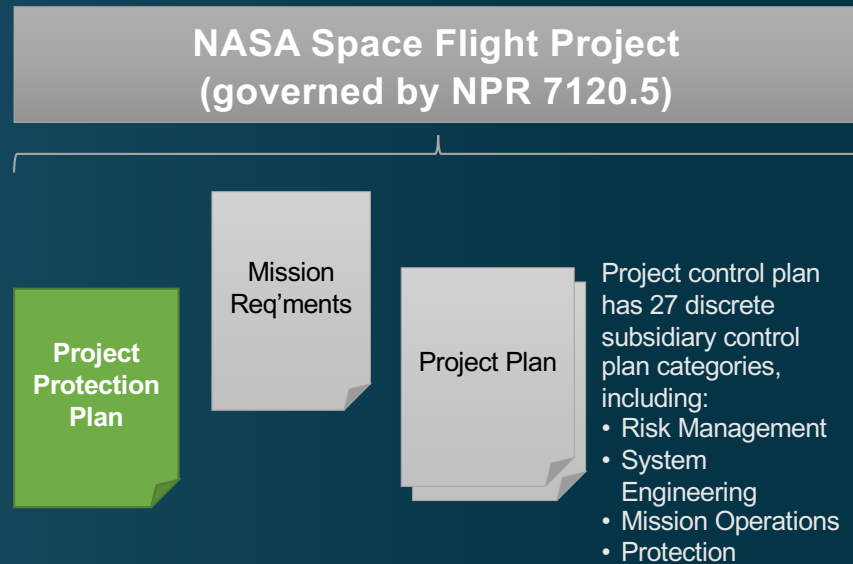 NASA Space Flight Project
(governed by NPR 7120.5)
Project
Protection
Plan
Mission
Req’ments
Project Plan
Project control plan
has 27 discrete
subsidiary control
plan categories,
including:
• Risk Management
• System
Engineering
• Mission Operations
• Protection